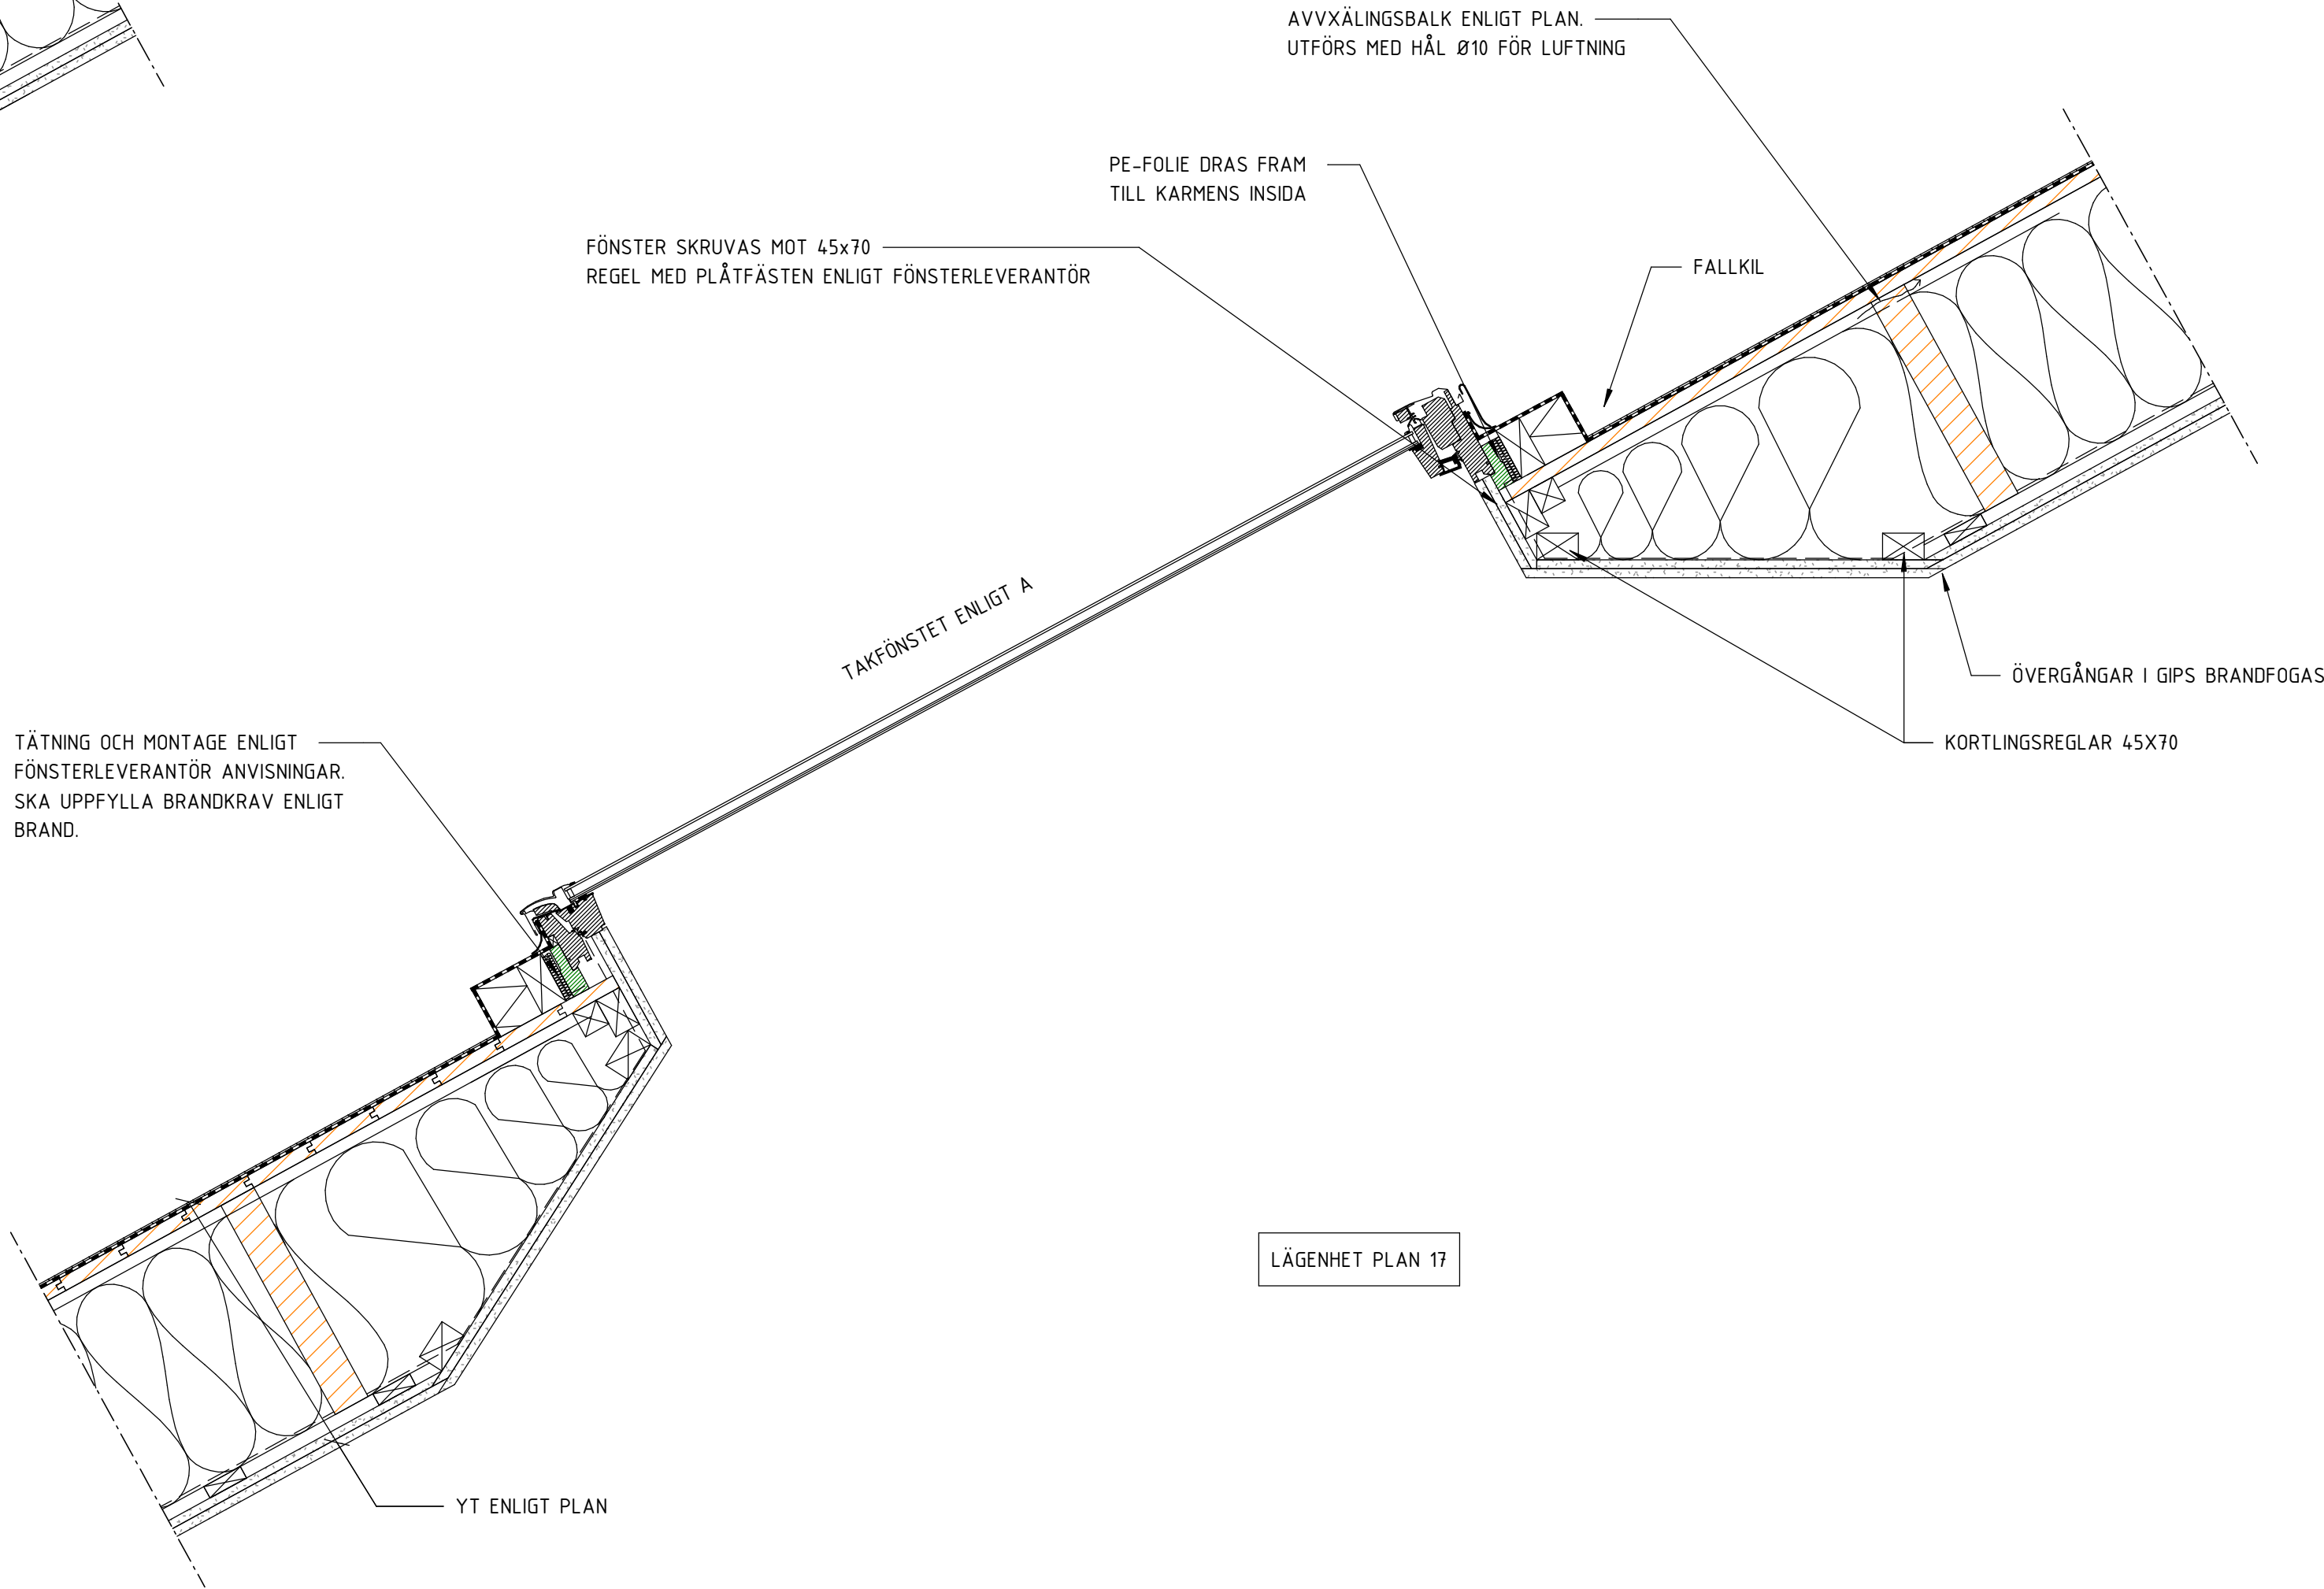 AVVXÄLINGSBALK ENLIGT PLAN.
UTFÖRS MED HÅL Ø10 FÖR LUFTNING
PE-FOLIE DRAS FRAM
TILL KARMENS INSIDA
FÖNSTER SKRUVAS MOT 45x70
REGEL MED PLÅTFÄSTEN ENLIGT FÖNSTERLEVERANTÖR
FALLKIL
TAKFÖNSTET ENLIGT A
ÖVERGÅNGAR I GIPS BRANDFOGAS
KORTLINGSREGLAR 45X70
TÄTNING OCH MONTAGE ENLIGT
FÖNSTERLEVERANTÖR ANVISNINGAR.
SKA UPPFYLLA BRANDKRAV ENLIGT
BRAND.
LÄGENHET PLAN 17
YT ENLIGT PLAN